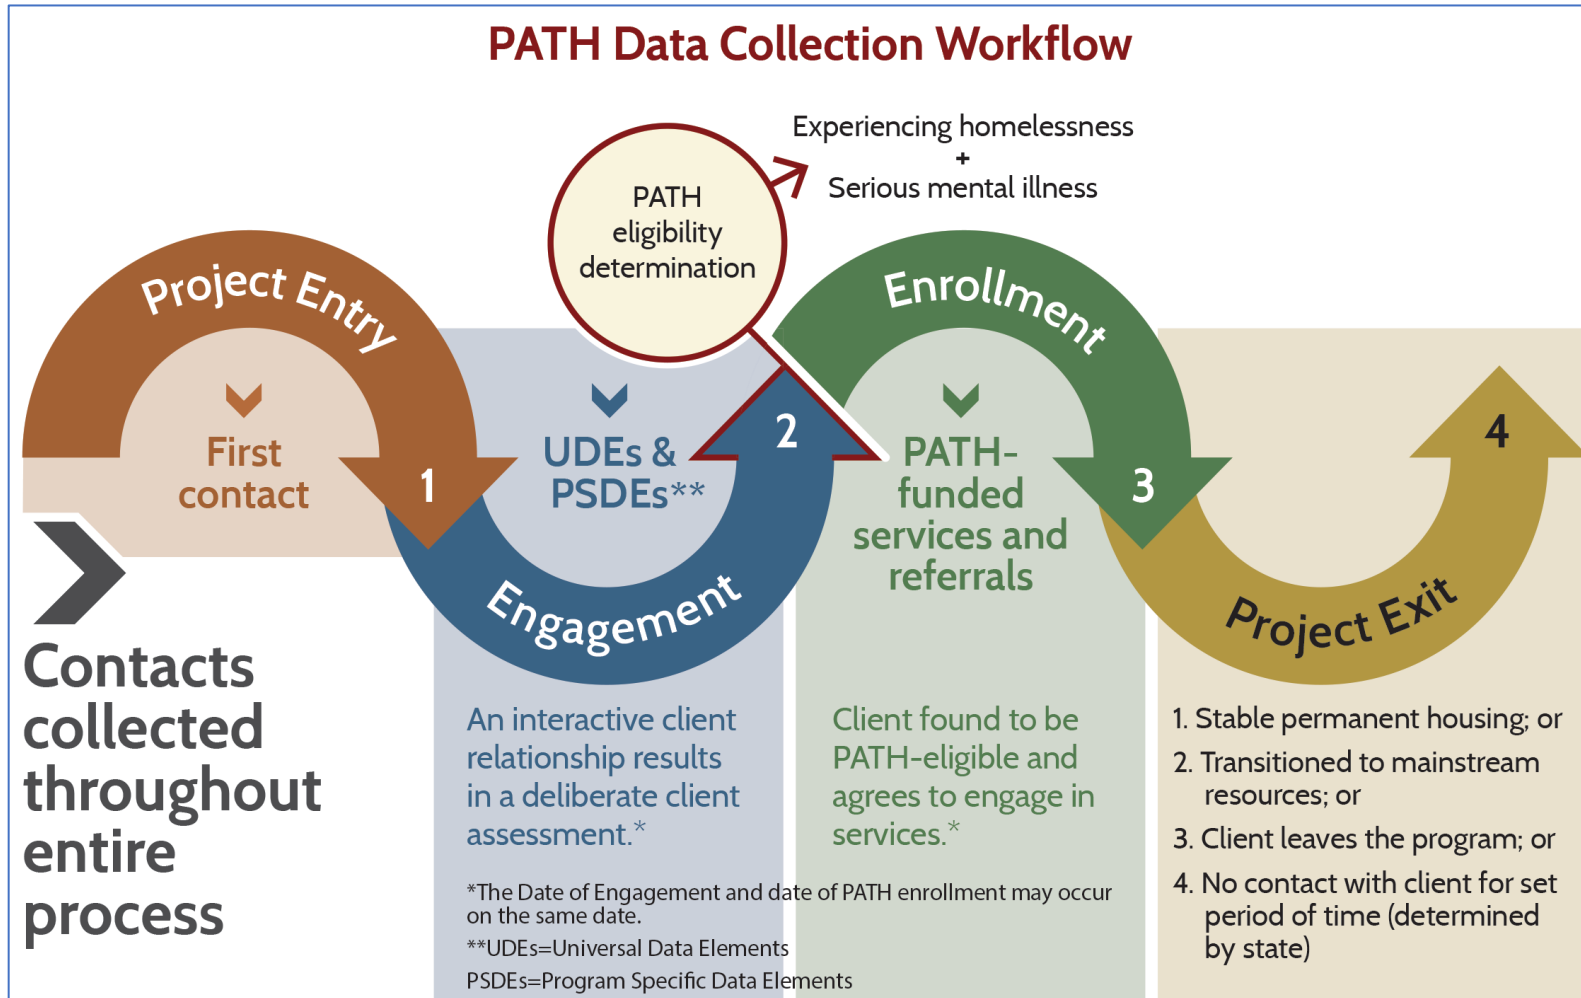 PATH Data Collection Workflow
Experiencing homelessness
+
Serious mental illness
PATH
eligibility
determination
Project Entry
First
contact
1
UDEs &
PSDEs**
2
Engagement
Enrollment
PATH-
funded
services and
referrals
3
4
Project Exit
Contacts
collected
throughout
entire
process
An interactive client
relationship results
in a deliberate client
assessment.*
Client found to be
PATH-eligible and
agrees to engage in
services.*
1. Stable permanent housing; or
2. Transitioned to mainstream
resources; or
3. Client leaves the program; or
4. No contact with client for set
period of time (determined
by state)
*The Date of Engagement and date of PATH enrollment may occur
on the same date.
**UDEs=Universal Data Elements
PSDEs=Program Specific Data Elements